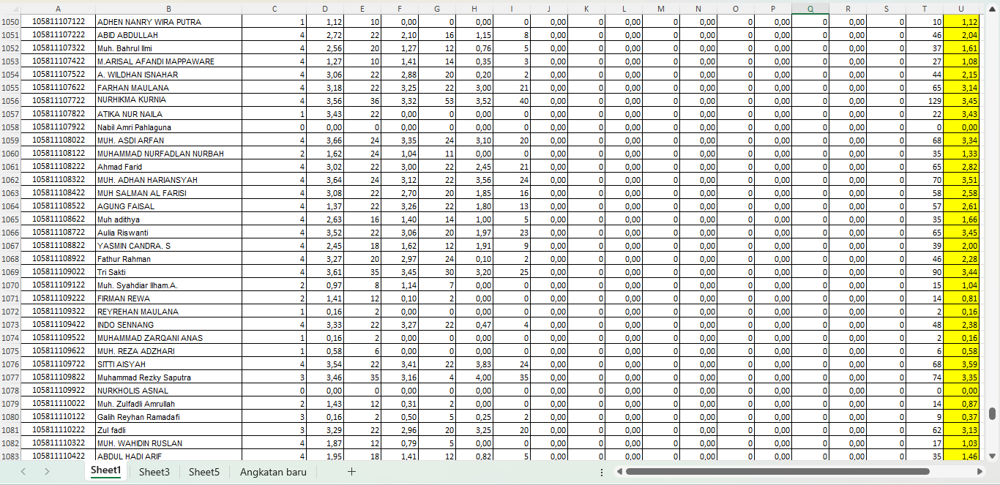 A B C D E F G H I J K L M N O P Q R S T U
1050 105811107122 ADHEN NANRY WIRA PUTRA 1 1,12 10 0,00 0 0,00 0 0,00 0 0,00 0 0,00 0 0,00 0 0,00 0 10 1,12
1051 105811107222 ABID ABDULLAH 4 2,72 22 2,10 16 1,15 8 0,00 0 0,00 0 0,00 0 0,00 0 0,00 0 46 2,04
1052 105811107322 Muh. Bahrul Ilmi 4 2,56 20 1,27 12 0,76 5 0,00 0 0,00 0 0,00 0 0,00 0 0,00 0 37 1,61
1053 105811107422 M.ARISAL AFANDI MAPPAWARE 4 1,27 10 1,41 14 0,35 3 0,00 0 0,00 0 0,00 0 0,00 0 0,00 0 27 1,08
1054 105811107522 A. WILDHAN ISNAHAR 4 3,06 22 2,88 20 0,20 2 0,00 0 0,00 0 0,00 0 0,00 0 0,00 0 44 2,15
1055 105811107622 FARHAN MAULANA 4 3,18 22 3,25 22 3,00 21 0,00 0 0,00 0 0,00 0 0,00 0 0,00 0 65 3,14
1056 105811107722 NURHIKMA KURNIA 4 3,56 36 3,32 53 3,52 40 0,00 0 0,00 0 0,00 0 0,00 0 0,00 0 129 3,45
1057 105811107822 ATIKA NUR NAILA 1 3,43 22 0,00 0 0,00 0 0,00 0 0,00 0 0,00 0 0,00 0 0,00 0 22 3,43
1058 105811107922 Nabil Amri Pahlaguna 0 0,00 0 0,00 0 0,00 0 0,00 0 0,00 0 0,00 0 0,00 0 0,00 0 0 0,00
1059 105811108022 MUH. ASDI ARFAN 4 3,66 24 3,35 24 3,10 20 0,00 0 0,00 0 0,00 0 0,00 0 0,00 0 68 3,34
1060 105811108122 MUHAMMAD NURFADLAN NURBAH 2 1,62 24 1,04 11 0,00 0 0,00 0 0,00 0 0,00 0 0,00 0 0,00 0 35 1,33
1061 105811108222 Ahmad Farid 4 3,02 22 3,00 22 2,45 21 0,00 0 0,00 0 0,00 0 0,00 0 0,00 0 65 2,82
1062 105811108322 MUH. ADHAN HARIANSYAH 4 3,64 24 3,12 22 3,56 24 0,00 0 0,00 0 0,00 0 0,00 0 0,00 0 70 3,51
1063 105811108422 MUH SALMAN AL FARISI 4 3,08 22 2,70 20 1,85 16 0,00 0 0,00 0 0,00 0 0,00 0 0,00 0 58 2,58
1064 105811108522 AGUNG FAISAL 4 1,37 22 3,26 22 1,80 13 0,00 0 0,00 0 0,00 0 0,00 0 0,00 0 57 2,61
1065 105811108622 Muh adithya 4 2,63 16 1,40 14 1,00 5 0,00 0 0,00 0 0,00 0 0,00 0 0,00 0 35 1,66
1066 105811108722 Aulia Riswanti 4 3,52 22 3,06 20 1,97 23 0,00 0 0,00 0 0,00 0 0,00 0 0,00 0 65 3,45
1067 105811108822 YASMIN CANDRA. S 4 2,45 18 1,62 12 1,91 9 0,00 0 0,00 0 0,00 0 0,00 0 0,00 0 39 2,00
1068 105811108922 Fathur Rahman 4 3,27 20 2,97 24 0,10 2 0,00 0 0,00 0 0,00 0 0,00 0 0,00 0 46 2,28
1069 105811109022 Tri Sakti 4 3,61 35 3,45 30 3,20 25 0,00 0 0,00 0 0,00 0 0,00 0 0,00 0 90 3,44
1070 105811109122 Muh. Syahdiar Ilham.A. 2 0,97 8 1,14 7 0,00 0 0,00 0 0,00 0 0,00 0 0,00 0 0,00 0 15 1,04
1071 105811109222 FIRMAN REWA 2 1,41 12 0,10 2 0,00 0 0,00 0 0,00 0 0,00 0 0,00 0 0,00 0 14 0,81
1072 105811109322 REYREHAN MAULANA 1 0,16 2 0,00 0 0,00 0 0,00 0 0,00 0 0,00 0 0,00 0 0,00 0 2 0,16
1073 105811109422 INDO SENNANG 4 3,33 22 3,27 22 0,47 4 0,00 0 0,00 0 0,00 0 0,00 0 0,00 0 48 2,38
1074 105811109522 MUHAMMAD ZARQANI ANAS 1 0,16 2 0,00 0 0,00 0 0,00 0 0,00 0 0,00 0 0,00 0 0,00 0 2 0,16
1075 105811109622 MUH. REZA ADZHARI 1 0,58 6 0,00 0 0,00 0 0,00 0 0,00 0 0,00 0 0,00 0 0,00 0 6 0,58
1076 105811109722 SITTI AISYAH 4 3,54 22 3,41 22 3,83 24 0,00 0 0,00 0 0,00 0 0,00 0 0,00 0 68 3,59
1077 105811109822 Muhammad Rezky Saputra 3 3,46 35 3,16 4 4,00 35 0,00 0 0,00 0 0,00 0 0,00 0 0,00 0 74 3,35
1078 105811109922 NURKHOLIS ASNAL 0 0,00 0 0,00 0 0,00 0 0,00 0 0,00 0 0,00 0 0,00 0 0,00 0 0 0,00
1079 105811110022 Muh. Zulfadli Amrullah 2 1,43 12 0,31 2 0,00 0 0,00 0 0,00 0 0,00 0 0,00 0 0,00 0 14 0,87
1080 105811110122 Galih Reyhan Ramadafi 3 0,16 2 0,50 5 0,25 2 0,00 0 0,00 0 0,00 0 0,00 0 0,00 0 9 0,37
1081 105811110222 Zul fadli 3 3,29 22 2,96 20 3,25 20 0,00 0 0,00 0 0,00 0 0,00 0 0,00 0 62 3,13
1082 105811110322 MUH. WAHIDIN RUSLAN 4 1,87 12 0,79 5 0,00 0 0,00 0 0,00 0 0,00 0 0,00 0 0,00 0 17 1,03
1083 105811110422 ABDUL HADI ARIF 4 1,95 18 1,41 12 0,82 5 0,00 0 0,00 0 0,00 0 0,00 0 0,00 0 35 1,46
Sheet1 Sheet3 Sheet5 Angkatan baru +